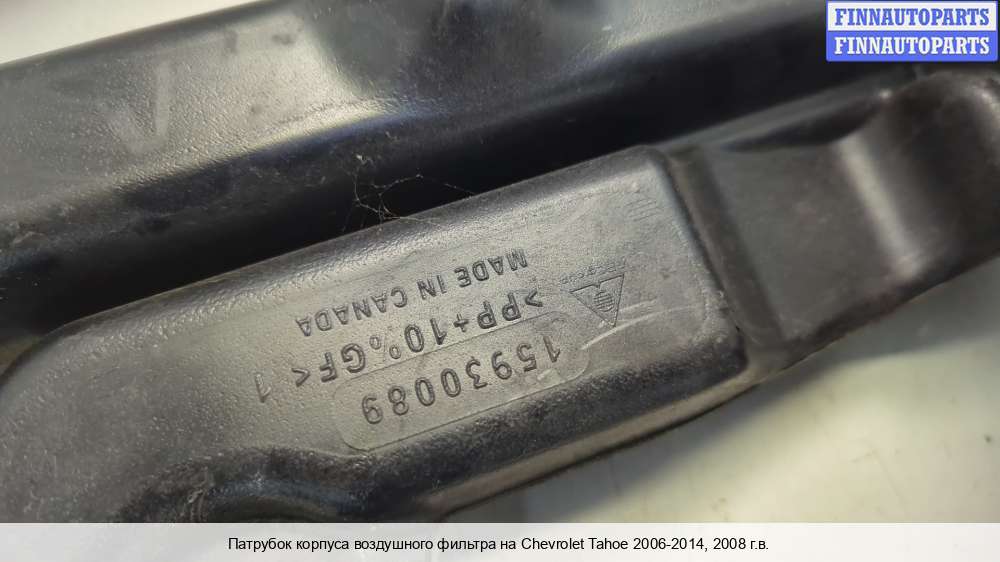 FINNAUTOPARTS
FINNAUTOPARTS
15930089
>PP+10%GF< 1
MADE IN CANADA
Патрубок корпуса воздушного фильтра на Chevrolet Tahoe 2006-2014, 2008 г.в.